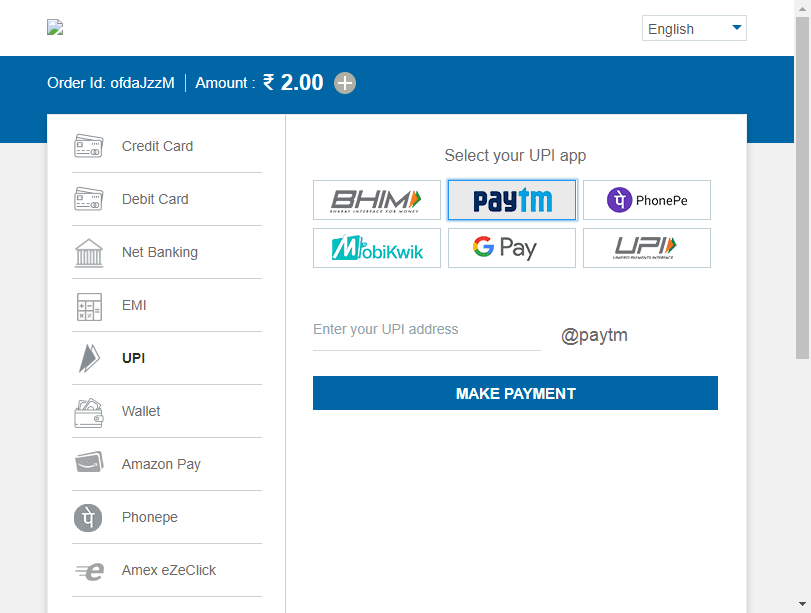 English
Order Id: ofdaJzzM
Amount : ₹ 2.00
Credit Card
Debit Card
Net Banking
EMI
UPI
Wallet
Amazon Pay
Phonepe
Amex eZeClick
Select your UPI app
BHIM
BHARAT INTERFACE FOR MONEY
paytm
पे PhonePe
MobiKwik
G Pay
UPI
UNIFIED PAYMENTS INTERFACE
Enter your UPI address
@paytm
MAKE PAYMENT